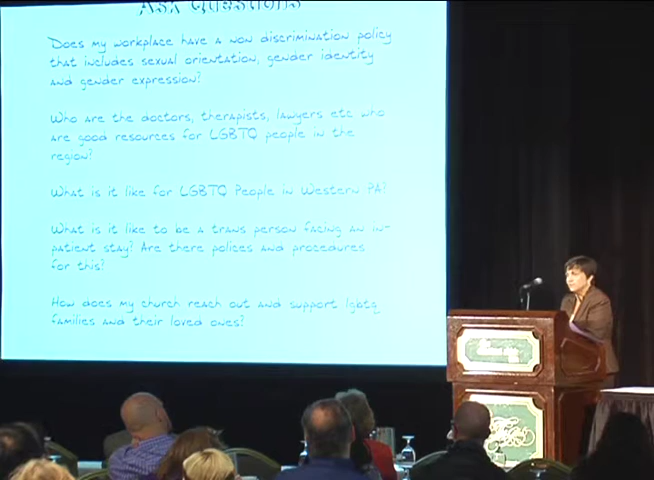 Ask Questions
Does my workplace have a non discrimination policy
that includes sexual orientation, gender identity
and gender expression?
Who are the doctors, therapists, lawyers etc who
are good resources for LGBTQ people in the
region?
What is it like for LGBTQ People in Western PA?
What is it like to be a trans person facing an in-
patient stay? Are there polices and procedures
for this?
How does my church reach out and support lgbtq
families and their loved ones?